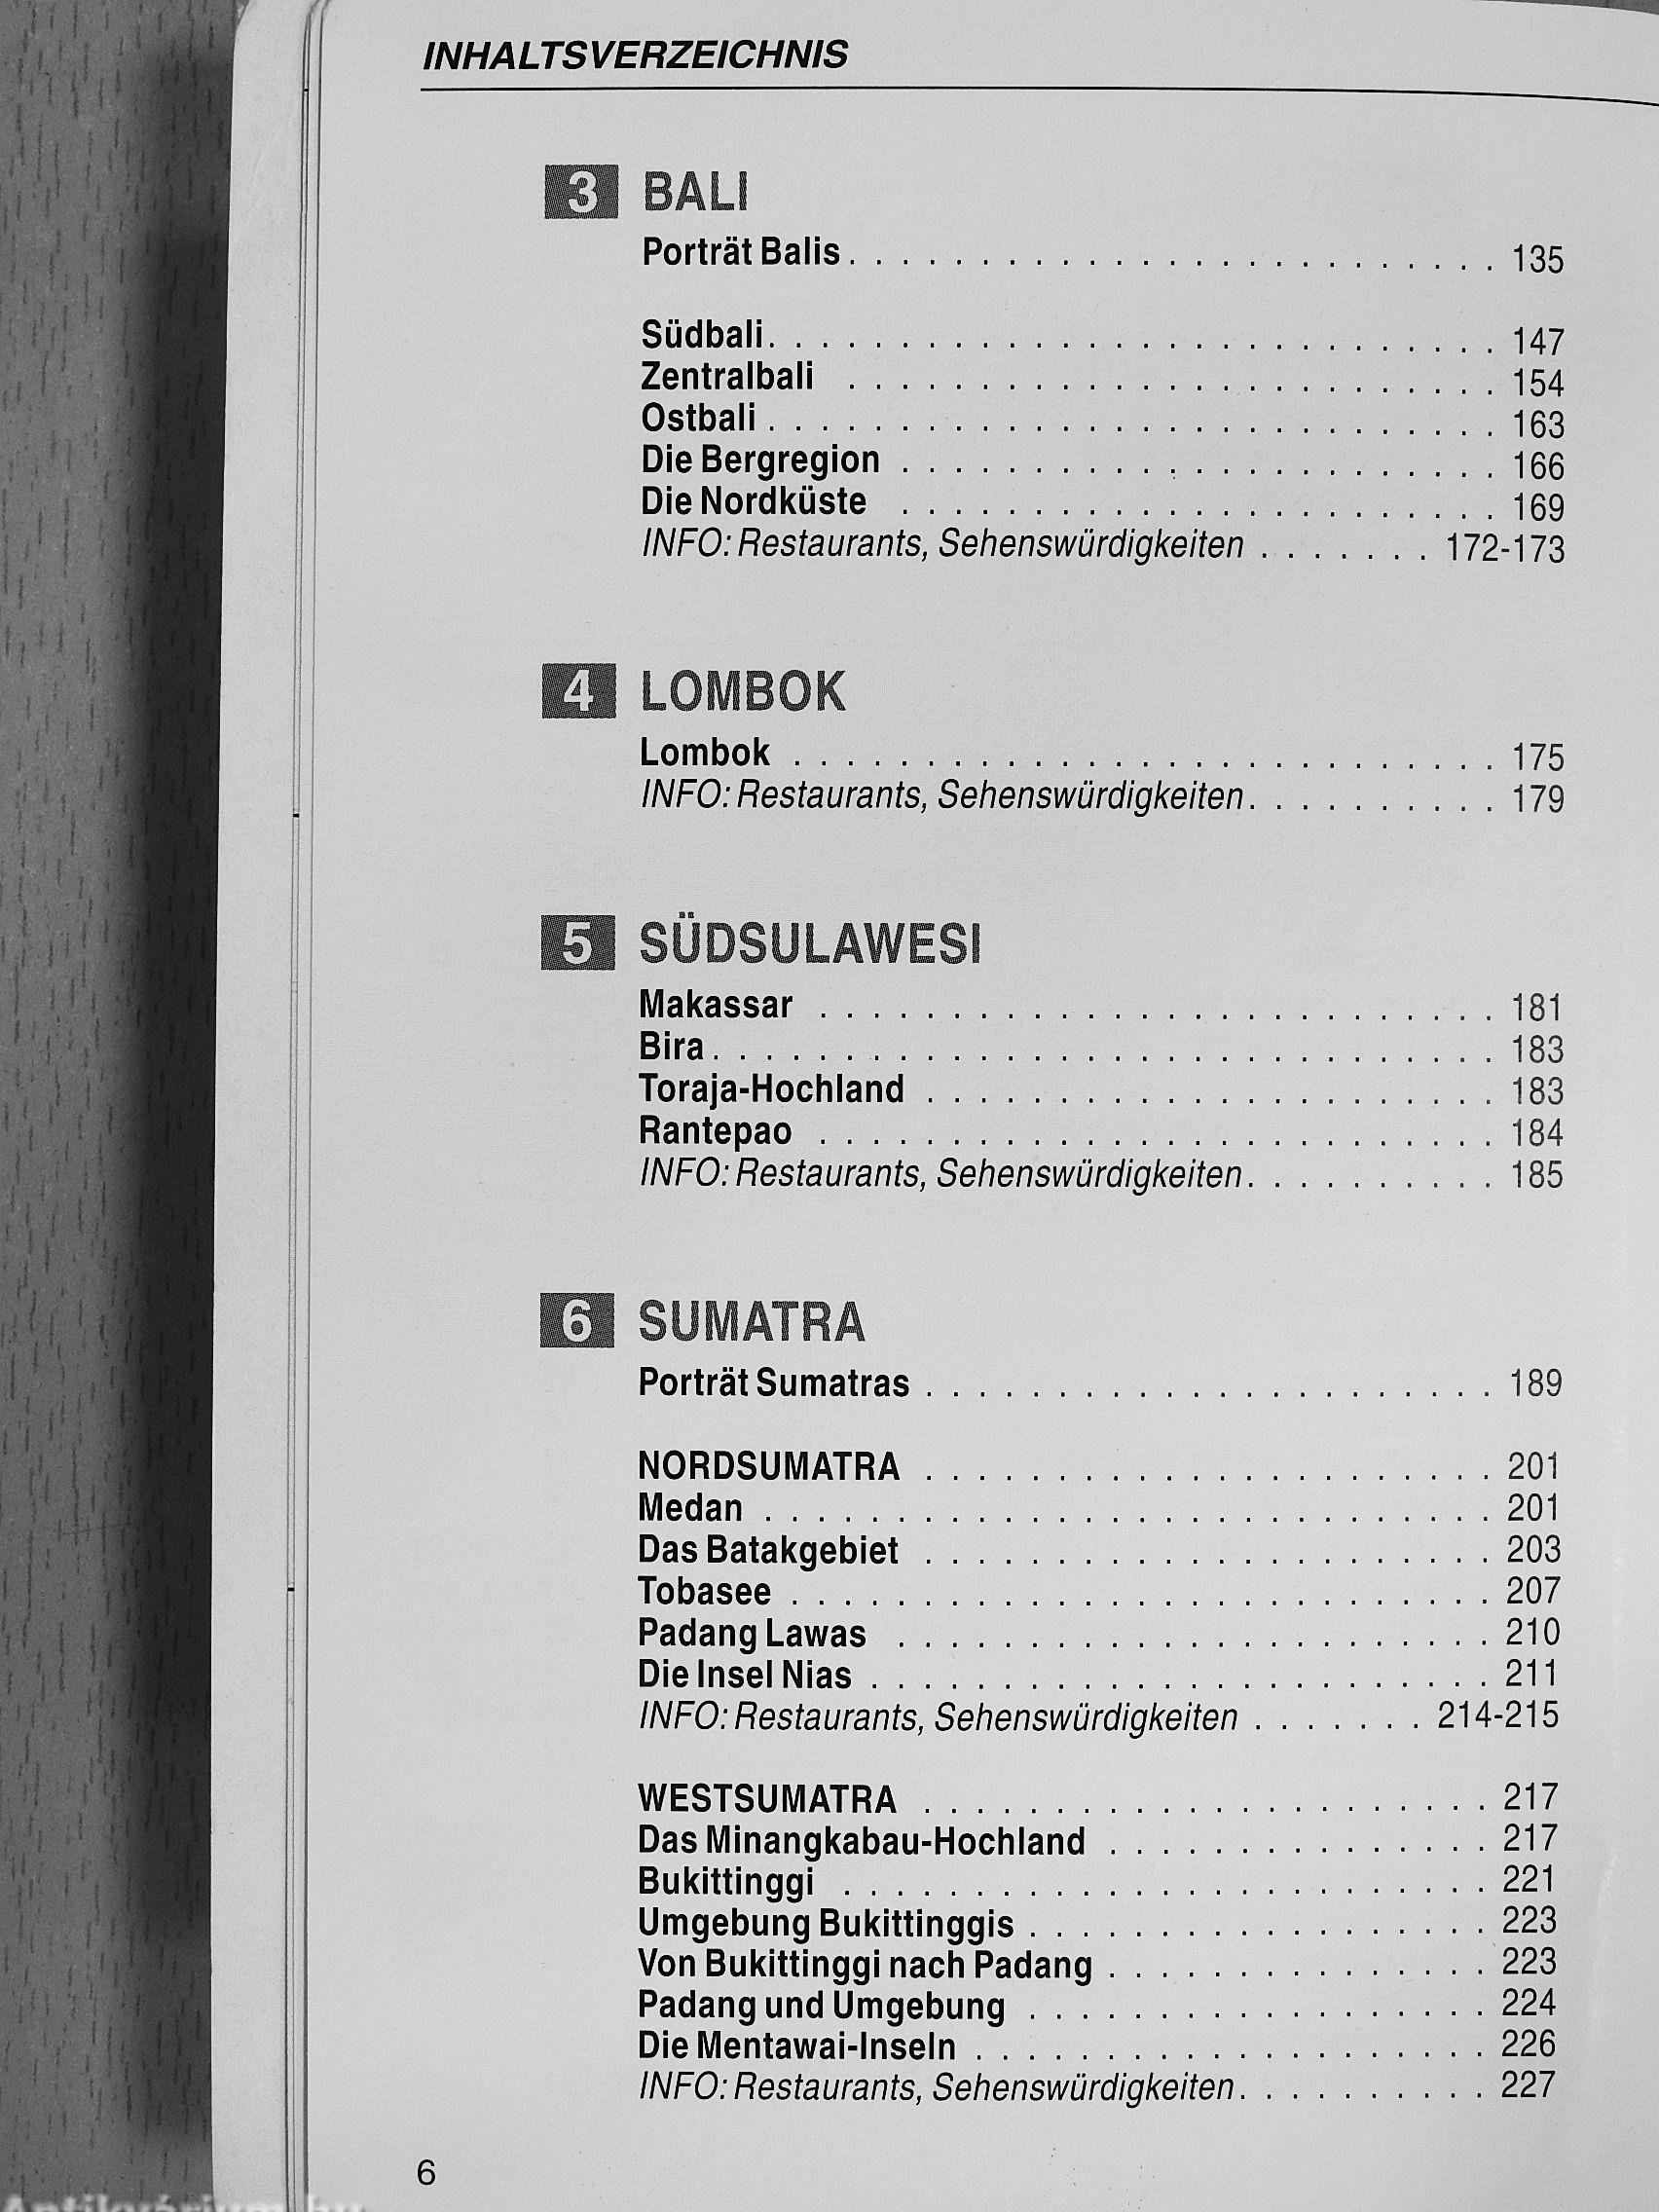 INHALTSVERZEICHNIS
3 BALI
Porträt Balis . . . . . . . . . . . . . . . . . . . . . . . . . 135
Südbali . . . . . . . . . . . . . . . . . . . . . . . . . . . . 147
Zentralbali . . . . . . . . . . . . . . . . . . . . . . . . . 154
Ostbali . . . . . . . . . . . . . . . . . . . . . . . . . . . . 163
Die Bergregion . . . . . . . . . . . . . . . . . . . . . . . 166
Die Nordküste . . . . . . . . . . . . . . . . . . . . . . . 169
INFO: Restaurants, Sehenswürdigkeiten . . . . . . . 172-173
4 LOMBOK
Lombok . . . . . . . . . . . . . . . . . . . . . . . . . . . 175
INFO: Restaurants, Sehenswürdigkeiten . . . . . . . . . . 179
5 SÜDSULAWESI
Makassar . . . . . . . . . . . . . . . . . . . . . . . . . . 181
Bira . . . . . . . . . . . . . . . . . . . . . . . . . . . . . . 183
Toraja-Hochland . . . . . . . . . . . . . . . . . . . . . . 183
Rantepao . . . . . . . . . . . . . . . . . . . . . . . . . . 184
INFO: Restaurants, Sehenswürdigkeiten . . . . . . . . . . 185
6 SUMATRA
Porträt Sumatras . . . . . . . . . . . . . . . . . . . . . . 189
NORDSUMATRA . . . . . . . . . . . . . . . . . . . . . . 201
Medan . . . . . . . . . . . . . . . . . . . . . . . . . . . . 201
Das Batakgebiet . . . . . . . . . . . . . . . . . . . . . . 203
Tobasee . . . . . . . . . . . . . . . . . . . . . . . . . . . 207
Padang Lawas . . . . . . . . . . . . . . . . . . . . . . . 210
Die Insel Nias . . . . . . . . . . . . . . . . . . . . . . . . 211
INFO: Restaurants, Sehenswürdigkeiten . . . . . . . 214-215
WESTSUMATRA . . . . . . . . . . . . . . . . . . . . . . 217
Das Minangkabau-Hochland . . . . . . . . . . . . . . . 217
Bukittinggi . . . . . . . . . . . . . . . . . . . . . . . . . 221
Umgebung Bukittinggis . . . . . . . . . . . . . . . . . . 223
Von Bukittinggi nach Padang . . . . . . . . . . . . . . . 223
Padang und Umgebung . . . . . . . . . . . . . . . . . . 224
Die Mentawai-Inseln . . . . . . . . . . . . . . . . . . . . 226
INFO: Restaurants, Sehenswürdigkeiten . . . . . . . . . . 227
6
Antikvárium.hu